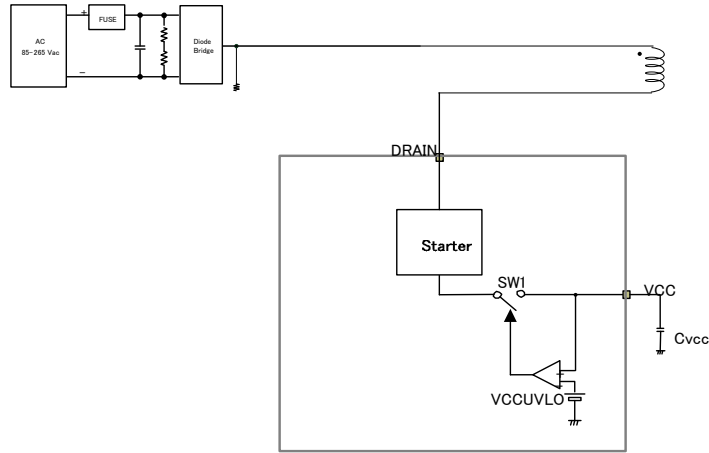 +
FUSE
AC
85-265 Vac
Diode
Bridge
-
DRAIN
Starter
SW1
VCC
Cvcc
+
VCCUVLO